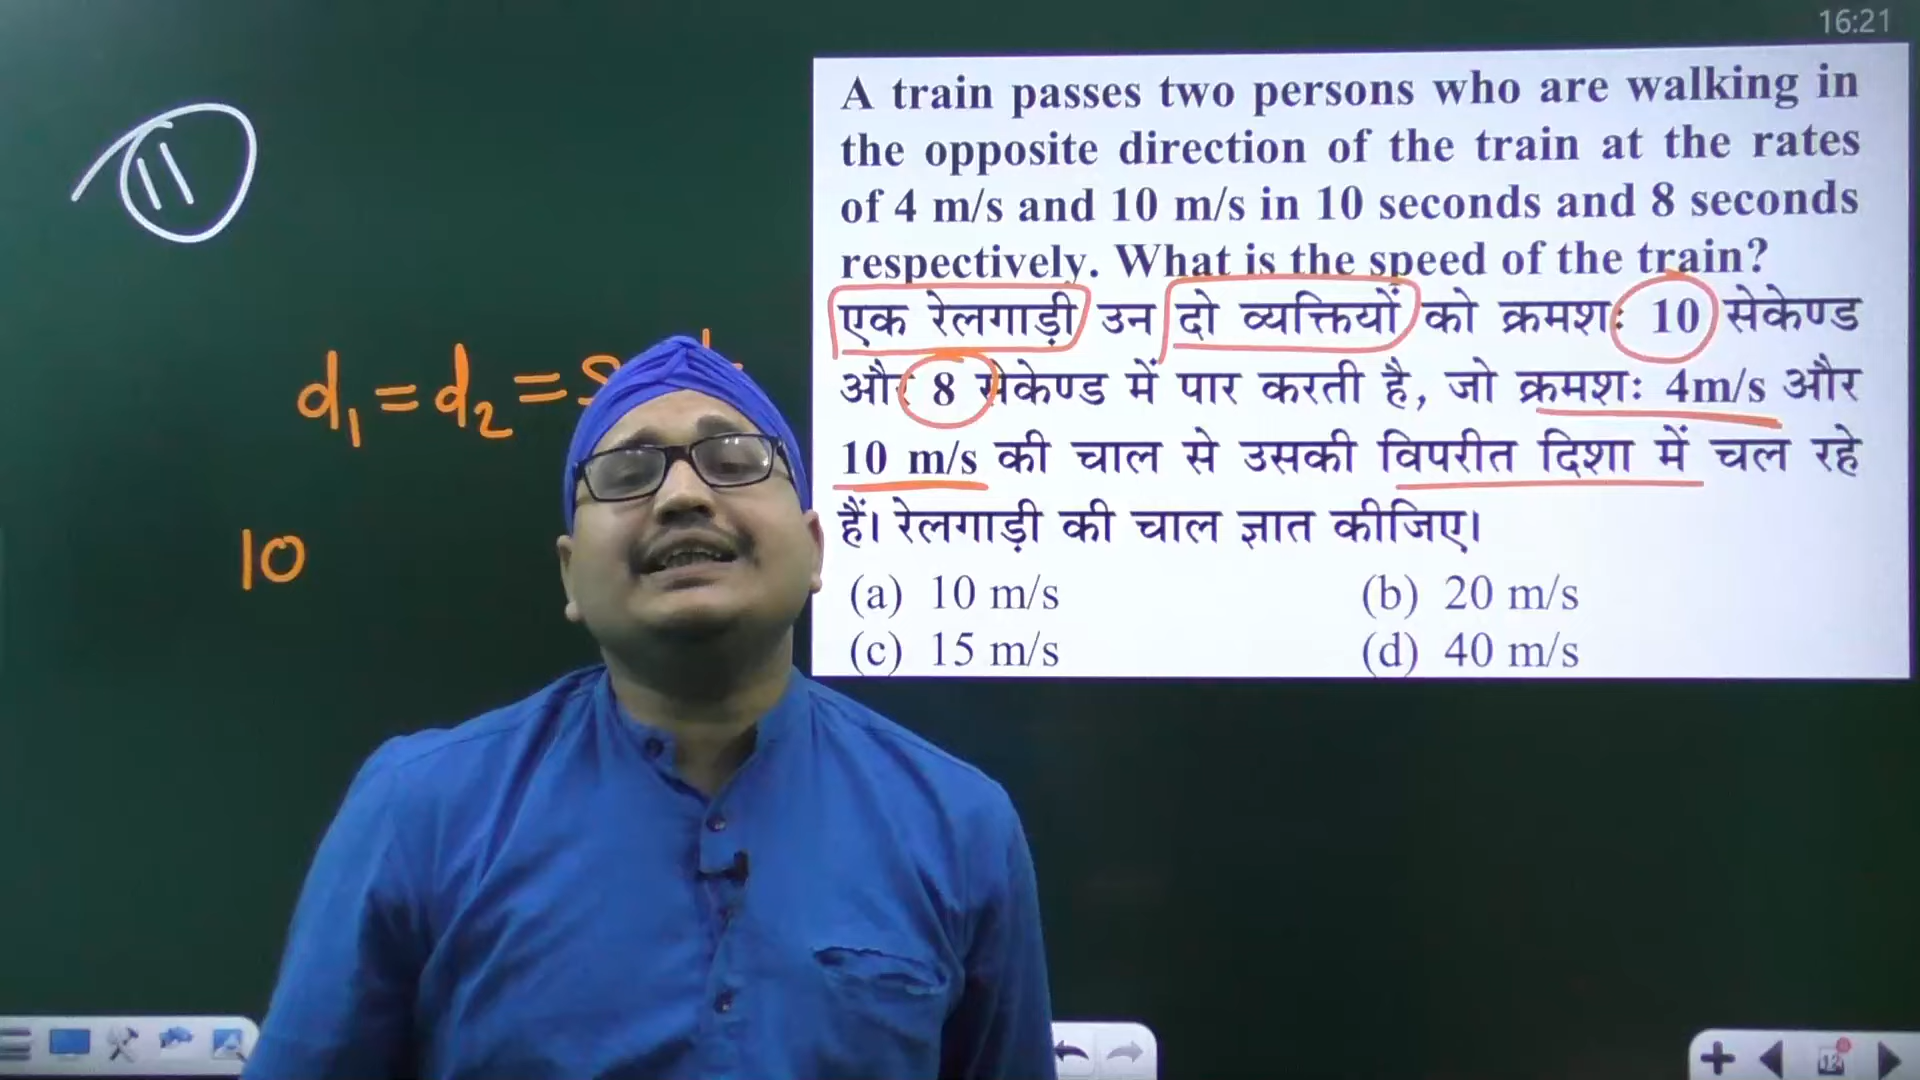 16:21
11
A train passes two persons who are walking in
the opposite direction of the train at the rates
of 4 m/s and 10 m/s in 10 seconds and 8 seconds
respectively. What is the speed of the train?
एक रेलगाड़ी उन दो व्यक्तियों को क्रमशः 10 सेकेण्ड
और 8 सेकेण्ड में पार करती है, जो क्रमशः 4m/s और
10 m/s की चाल से उसकी विपरीत दिशा में चल रहे
हैं। रेलगाड़ी की चाल ज्ञात कीजिए।
(a) 10 m/s (b) 20 m/s
(c) 15 m/s (d) 40 m/s
d₁ = d₂ =
10
12